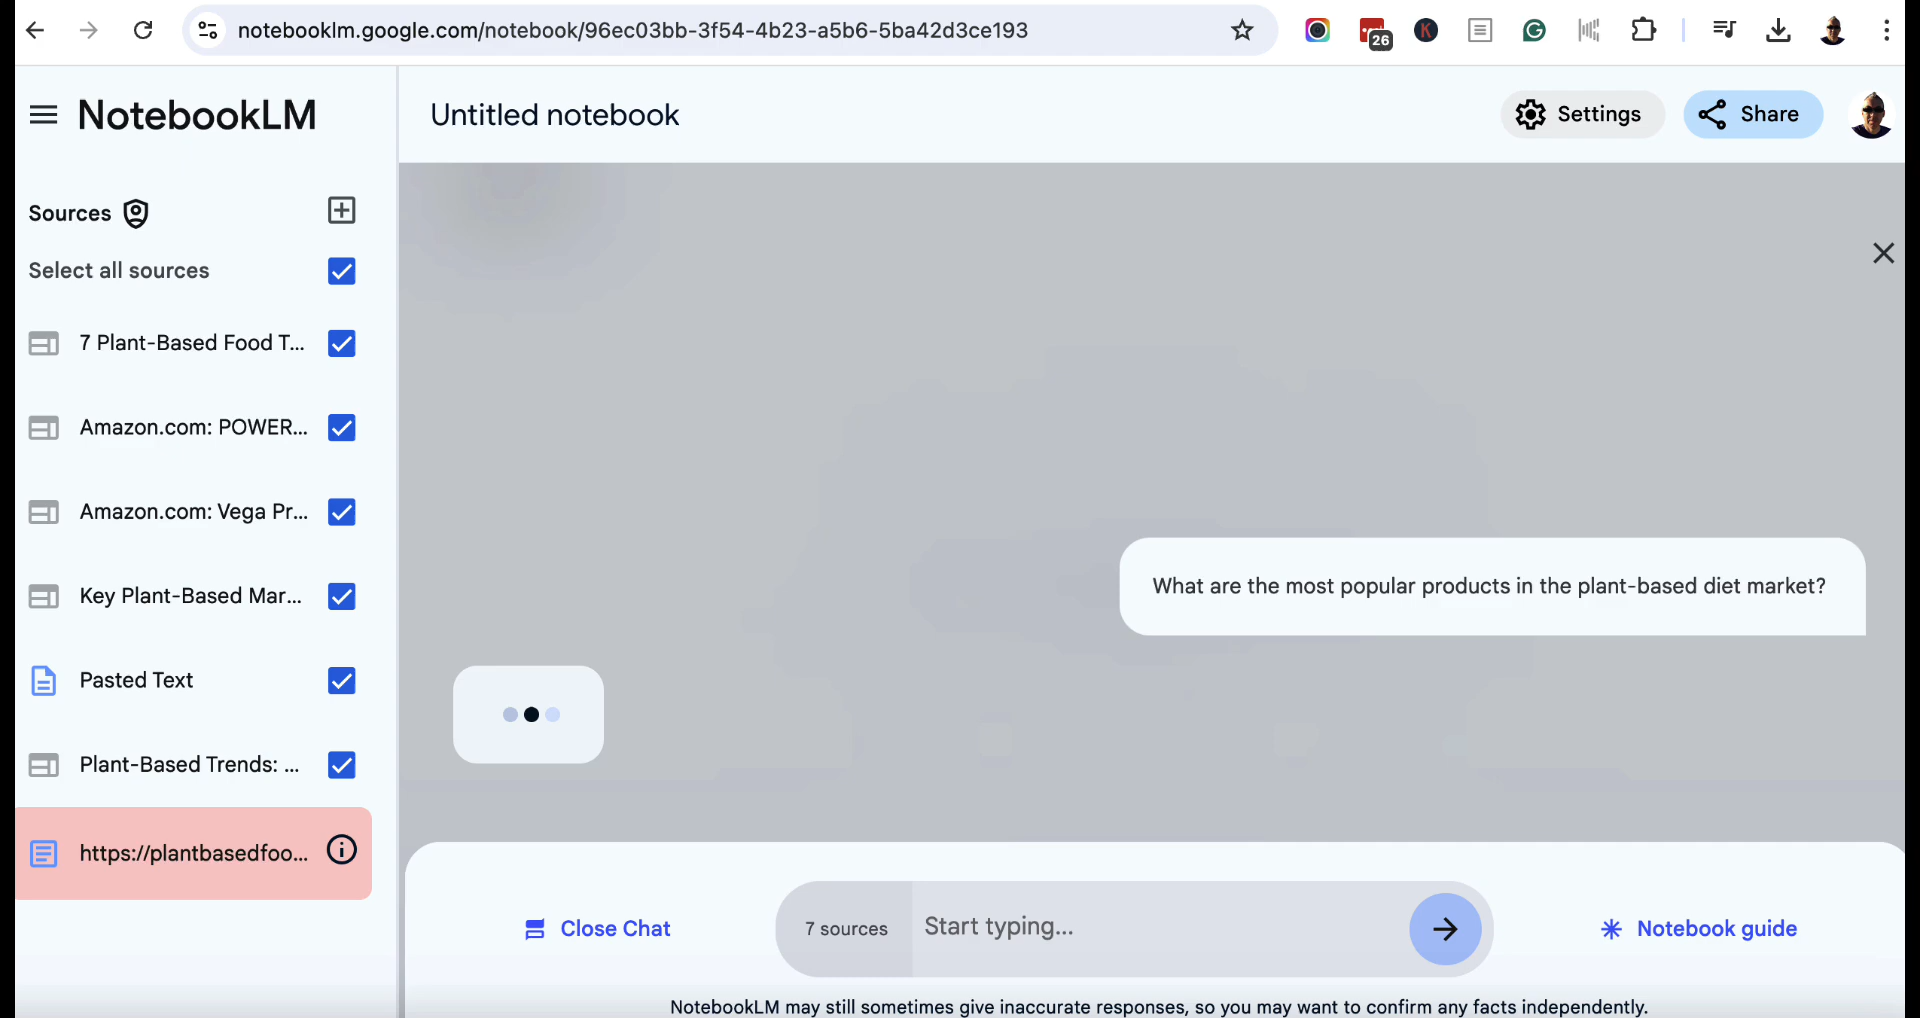 notebooklm.google.com/notebook/96ec03bb-3f54-4b23-a5b6-5ba42d3ce193
26
K
NotebookLM
Untitled notebook
Settings
Share
Sources
Select all sources
7 Plant-Based Food T...
Amazon.com: POWER...
Amazon.com: Vega Pr...
Key Plant-Based Mar...
Pasted Text
Plant-Based Trends: ...
https://plantbasedfoo...
What are the most popular products in the plant-based diet market?
Close Chat
7 sources
Start typing...
Notebook guide
NotebookLM may still sometimes give inaccurate responses, so you may want to confirm any facts independently.